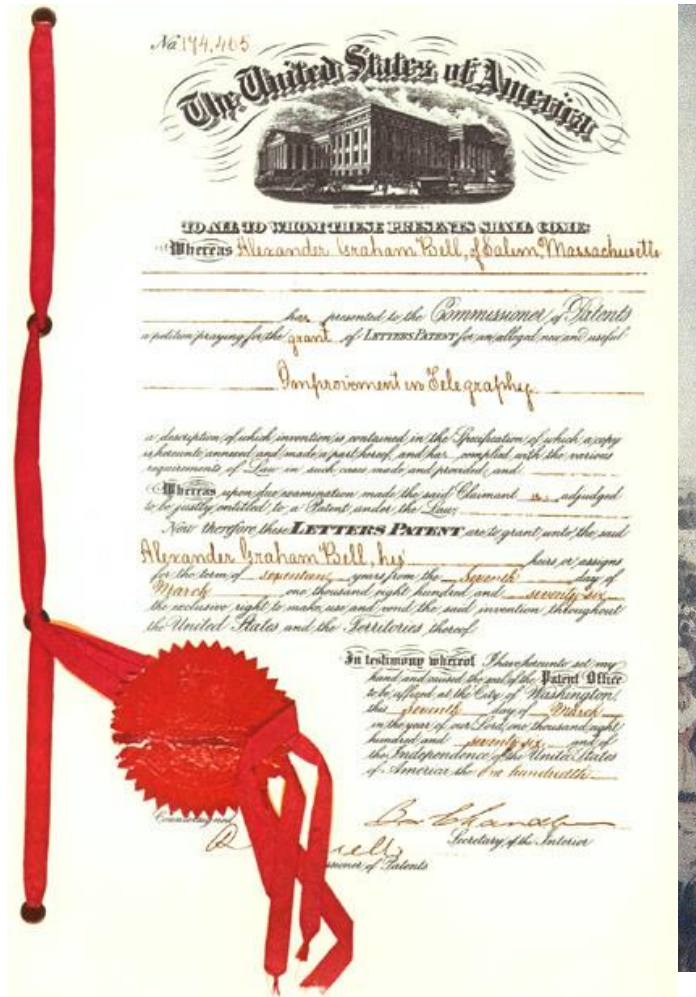 No. 174,465
The United States of America
TO ALL TO WHOM THESE PRESENTS SHALL COME:
Whereas Alexander Graham Bell, of Salem, Massachusetts
has presented to the Commissioner of Patents
a petition praying for the grant of LETTERS PATENT for an alleged new and useful
Improvement in Telegraphy
a description of which invention is contained in the Specification of which a copy
is hereunto annexed and made a part hereof, and has complied with the various
requirements of Law in such cases made and provided, and
Whereas upon due examination made the said Claimant is adjudged
to be justly entitled to a Patent under the Law;
Now therefore these LETTERS PATENT are to grant unto the said
Alexander Graham Bell, his heirs or assigns
for the term of seventeen years from the seventh day of
March one thousand eight hundred and seventy six
the exclusive right to make, use and vend the said invention throughout
the United States and the Territories thereof.
In testimony whereof I have hereunto set my
hand and caused the seal of the Patent Office
to be affixed at the City of Washington
this seventh day of March
in the year of our Lord one thousand eight
hundred and seventy six and of
the Independence of the United States
of America the one hundredth
Countersigned
Secretary of the Interior
of Patents